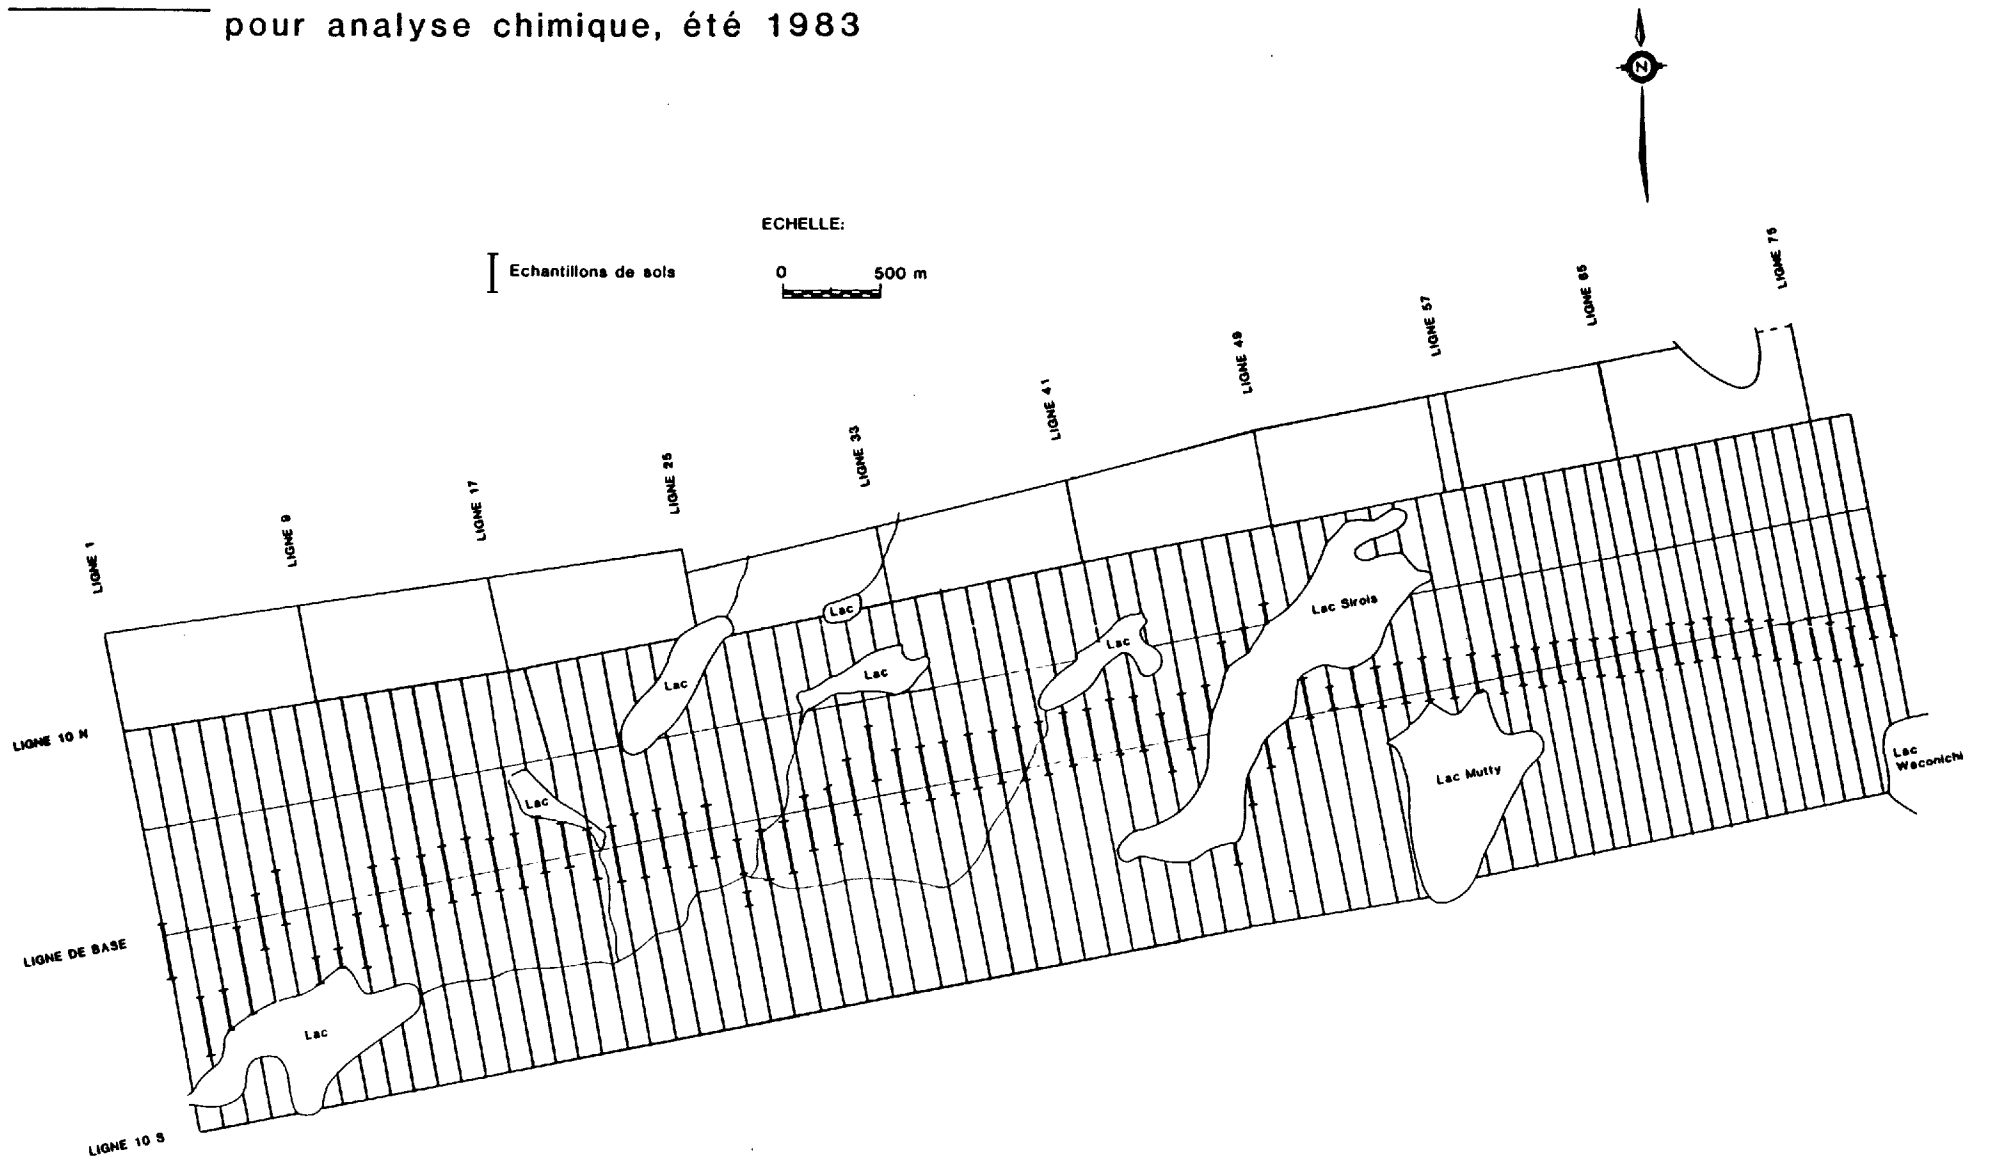 pour analyse chimique, été 1983
N
ECHELLE:
Echantillons de sols
0 500 m
LIGNE 1
LIGNE 9
LIGNE 17
LIGNE 25
LIGNE 33
LIGNE 41
LIGNE 49
LIGNE 57
LIGNE 65
LIGNE 75
Lac
Lac
Lac
Lac
Lac
Lac
Lac Sirois
Lac Mutty
Lac
Waconichi
LIGNE 10 N
LIGNE DE BASE
LIGNE 10 S